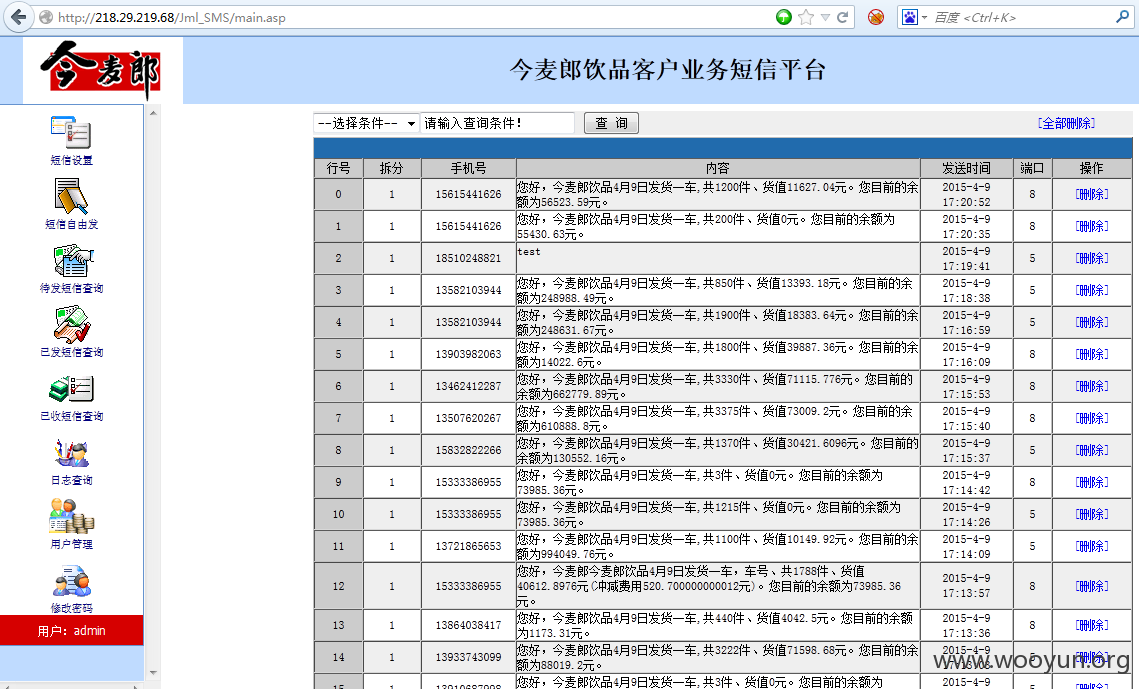 http://218.29.219.68/Jml_SMS/main.asp
百度 <Ctrl+K>
今麦郎
今麦郎饮品客户业务短信平台
--选择条件--
请输入查询条件!
查 询
[全部删除]
短信设置
短信自由发
待发短信查询
已发短信查询
已收短信查询
日志查询
用户管理
修改密码
用户: admin
行号 拆分 手机号 内容 发送时间 端口 操作
0 1 15615441626 您好,今麦郎饮品4月9日发货一车,共1200件、货值11627.04元。您目前的余
额为56523.59元。 2015-4-9
17:20:52 8 [删除]
1 1 15615441626 您好,今麦郎饮品4月9日发货一车,共200件、货值0元。您目前的余额为
55430.63元。 2015-4-9
17:20:35 8 [删除]
2 1 18510248821 test 2015-4-9
17:19:41 5 [删除]
3 1 13582103944 您好,今麦郎饮品4月9日发货一车,共850件、货值13393.18元。您目前的余
额为248988.49元。 2015-4-9
17:18:38 5 [删除]
4 1 13582103944 您好,今麦郎饮品4月9日发货一车,共1900件、货值18383.64元。您目前的余
额为248631.67元。 2015-4-9
17:16:59 5 [删除]
5 1 13903982063 您好,今麦郎饮品4月9日发货一车,共1800件、货值39887.36元。您目前的余
额为14022.6元。 2015-4-9
17:16:09 8 [删除]
6 1 13462412287 您好,今麦郎饮品4月9日发货一车,共3330件、货值71115.776元。您目前的
余额为662779.89元。 2015-4-9
17:15:53 8 [删除]
7 1 13507620267 您好,今麦郎饮品4月9日发货一车,共3375件、货值73009.2元。您目前的余
额为610888.8元。 2015-4-9
17:15:40 8 [删除]
8 1 15832822266 您好,今麦郎饮品4月9日发货一车,共1370件、货值30421.6096元。您目前的
余额为130552.16元。 2015-4-9
17:15:37 5 [删除]
9 1 15333386955 您好,今麦郎饮品4月9日发货一车,共3件、货值0元。您目前的余额为
73985.36元。 2015-4-9
17:14:42 8 [删除]
10 1 15333386955 您好,今麦郎饮品4月9日发货一车,共1215件、货值0元。您目前的余额为
73985.36元。 2015-4-9
17:14:26 5 [删除]
11 1 13721865653 您好,今麦郎饮品4月9日发货一车,共1100件、货值10149.92元。您目前的余
额为994049.76元。 2015-4-9
17:14:09 5 [删除]
12 1 15333386955 您好,今麦郎今麦郎饮品4月9日发货一车,车号、共1788件、货值
40612.8976元(冲减费用520.700000000012元)。您目前的余额为73985.36
元。 2015-4-9
17:13:57 8 [删除]
13 1 13864038417 您好,今麦郎饮品4月9日发货一车,共440件、货值4042.5元。您目前的余额
为1173.31元。 2015-4-9
17:13:36 8 [删除]
14 1 13933743099 您好,今麦郎饮品4月9日发货一车,共3222件、货值71598.68元。您目前的余
额为88019.2元。 2015-4-9
[删除]
www.wooyun.org
您好,今麦郎饮品4月9日发货一车,共3件、货值0元。您目前的余额为
2015-4-9